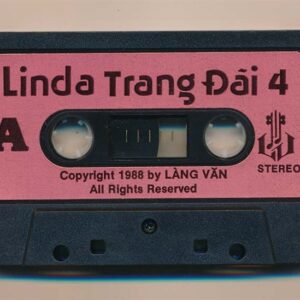 Linda Trang Đài 4
A
Copyright 1988 by LÀNG VĂN
All Rights Reserved
STEREO